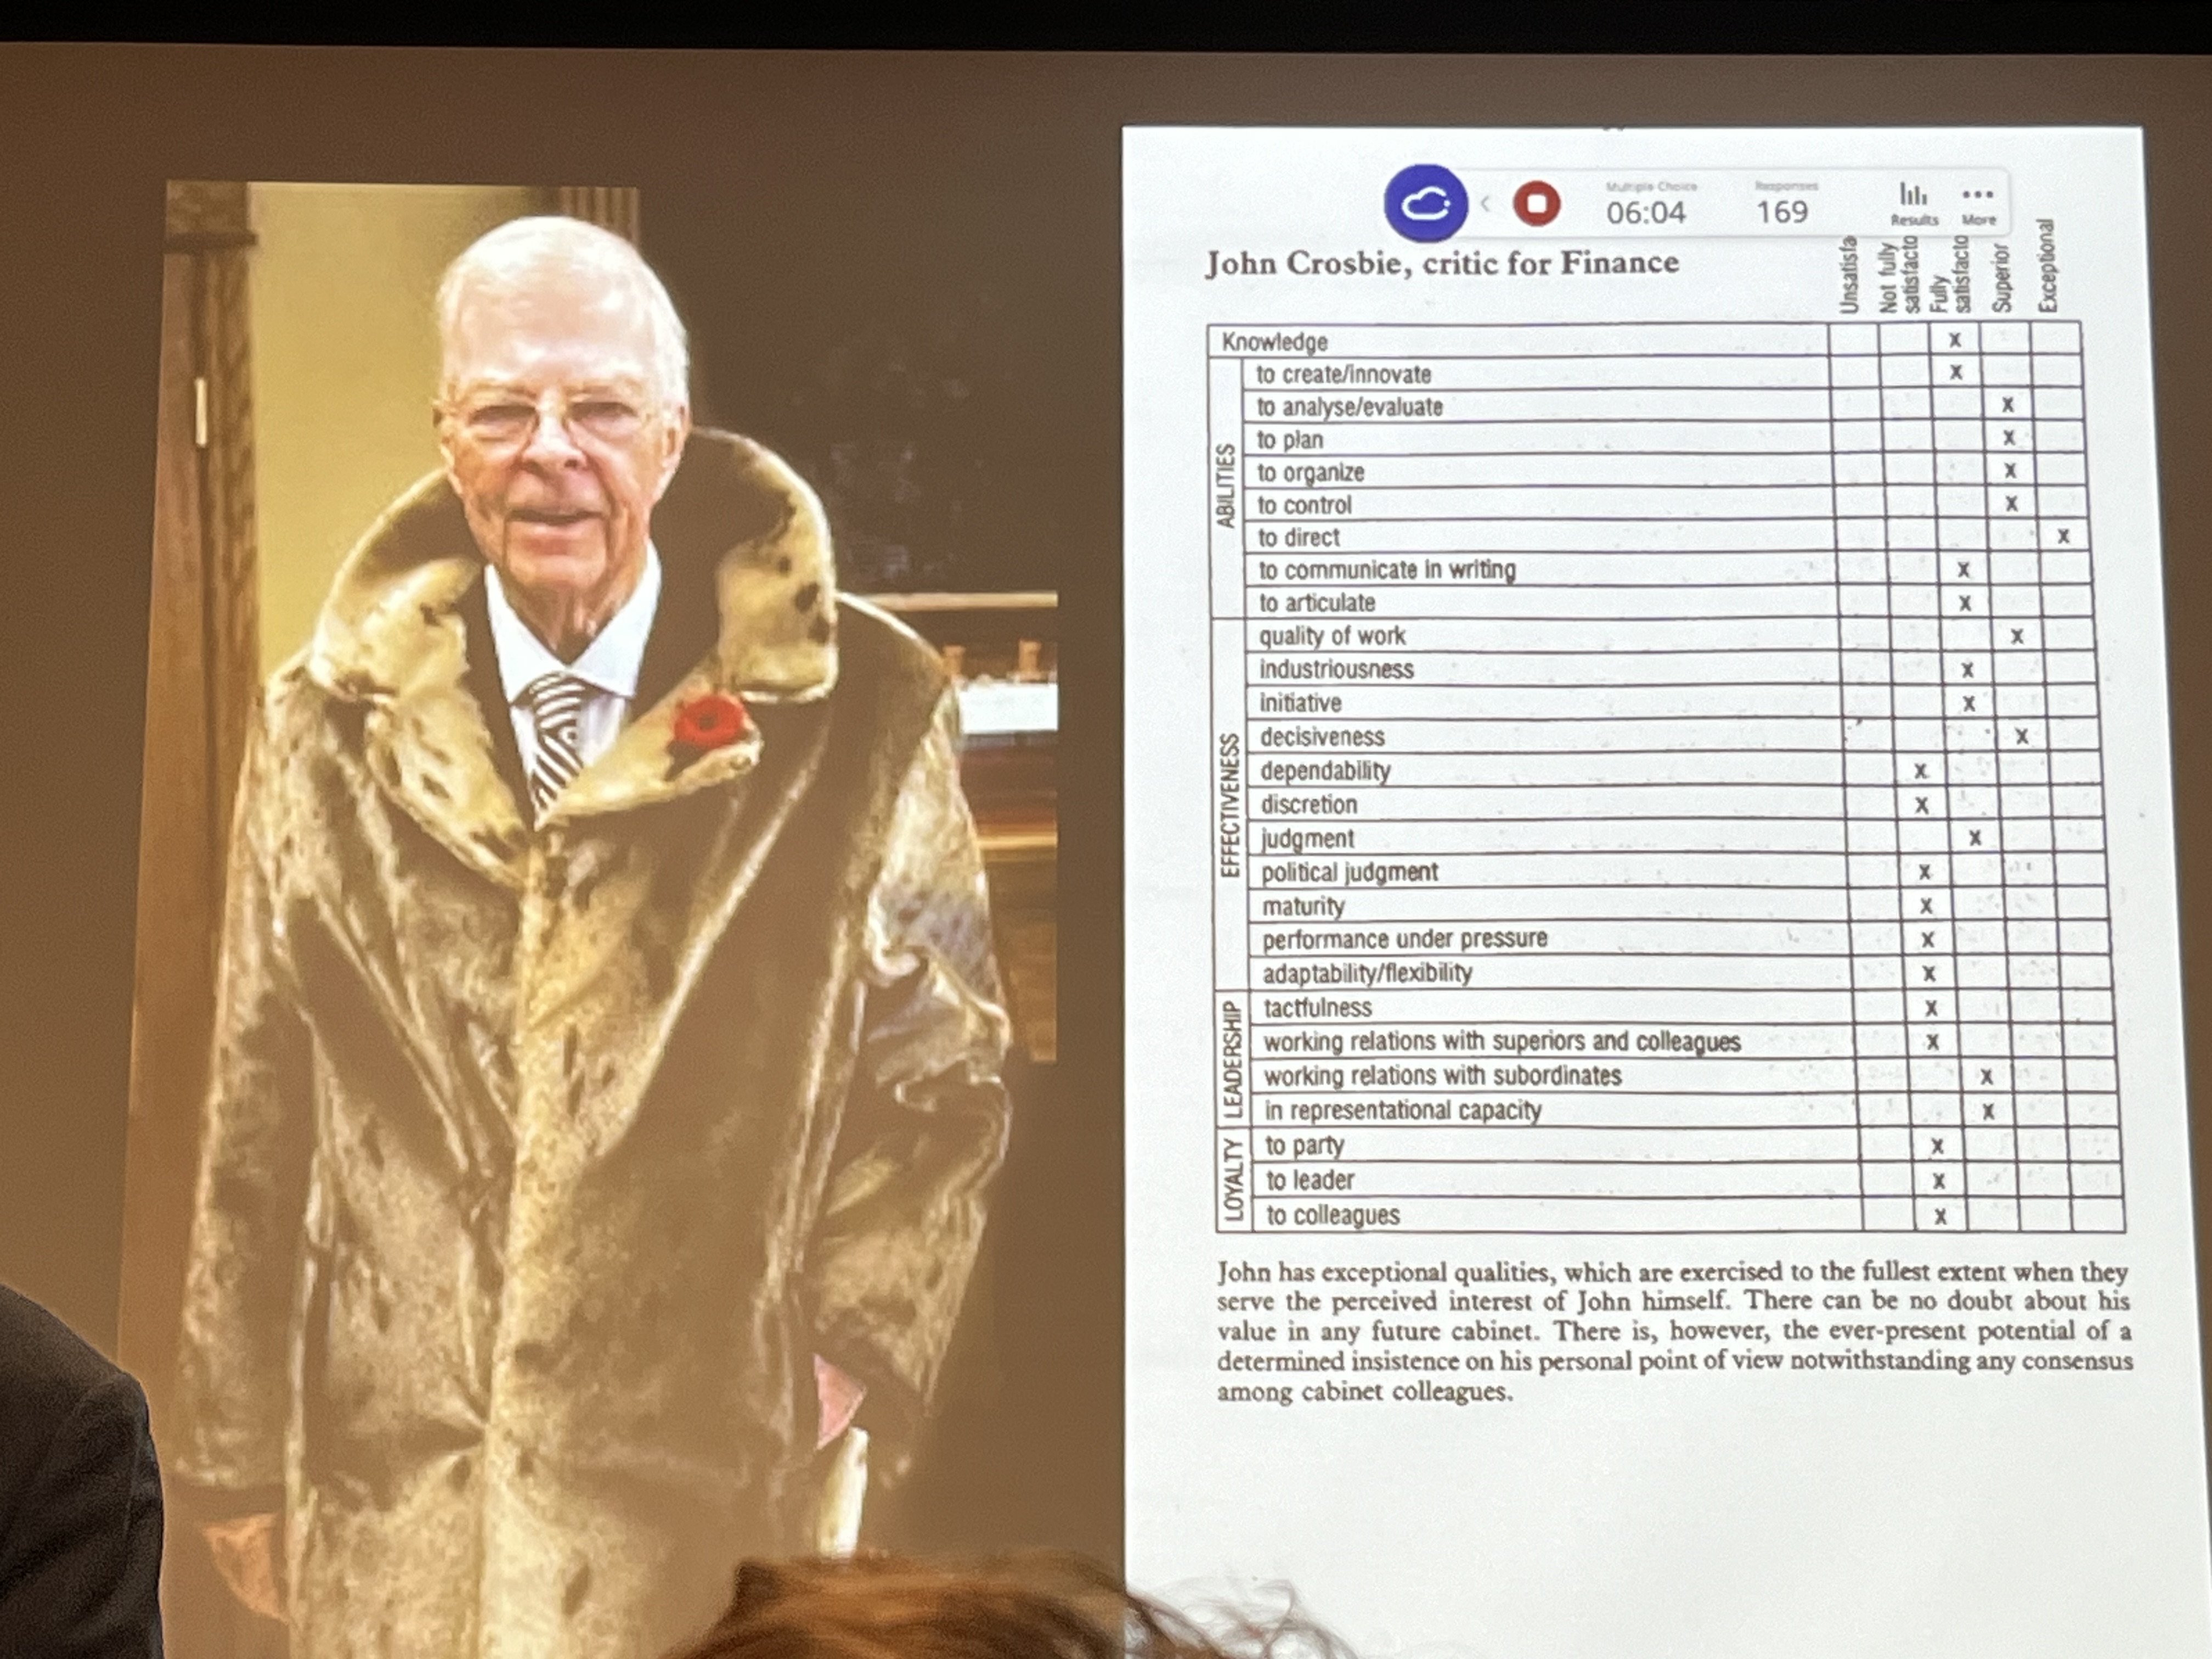 Multiple Choice
06:04
Responses
169
Results
More
John Crosbie, critic for Finance
Unsatisfa
Not fully
satisfacto
Fully
satisfacto
Superior
Exceptional
Knowledge X
ABILITIES
to create/innovate X
to analyse/evaluate X
to plan X
to organize X
to control X
to direct X
to communicate in writing X
to articulate X
EFFECTIVENESS
quality of work X
industriousness X
initiative X
decisiveness X
dependability X
discretion X
judgment X
political judgment X
maturity X
performance under pressure X
adaptability/flexibility X
LEADERSHIP
tactfulness X
working relations with superiors and colleagues X
working relations with subordinates X
in representational capacity X
LOYALTY
to party X
to leader X
to colleagues X
John has exceptional qualities, which are exercised to the fullest extent when they
serve the perceived interest of John himself. There can be no doubt about his
value in any future cabinet. There is, however, the ever-present potential of a
determined insistence on his personal point of view notwithstanding any consensus
among cabinet colleagues.